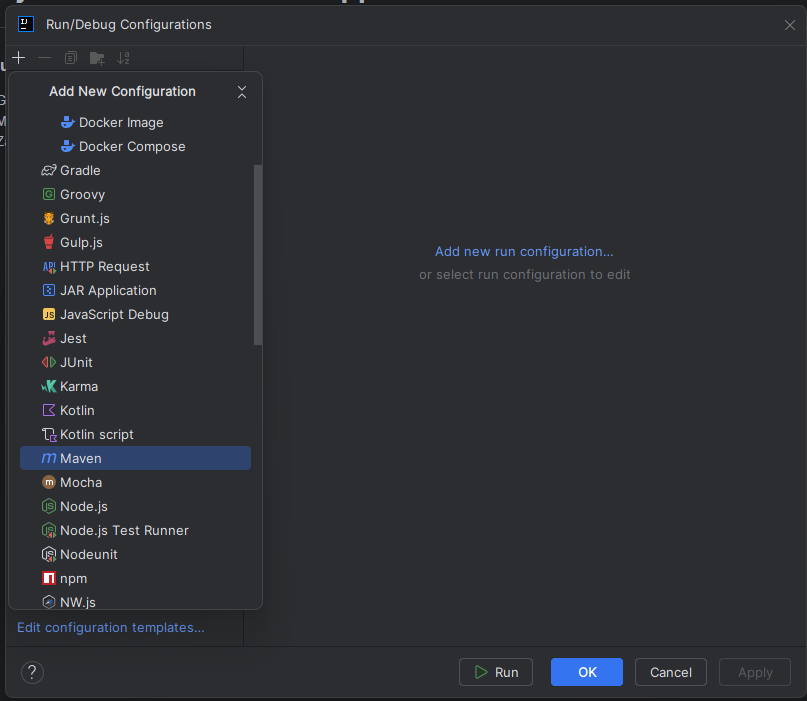 Run/Debug Configurations
Add New Configuration
Docker Image
Docker Compose
Gradle
Groovy
Grunt.js
Gulp.js
HTTP Request
JAR Application
JavaScript Debug
Jest
JUnit
Karma
Kotlin
Kotlin script
Maven
Mocha
Node.js
Node.js Test Runner
Nodeunit
npm
NW.js
Add new run configuration...
or select run configuration to edit
Edit configuration templates...
? Run OK Cancel Apply